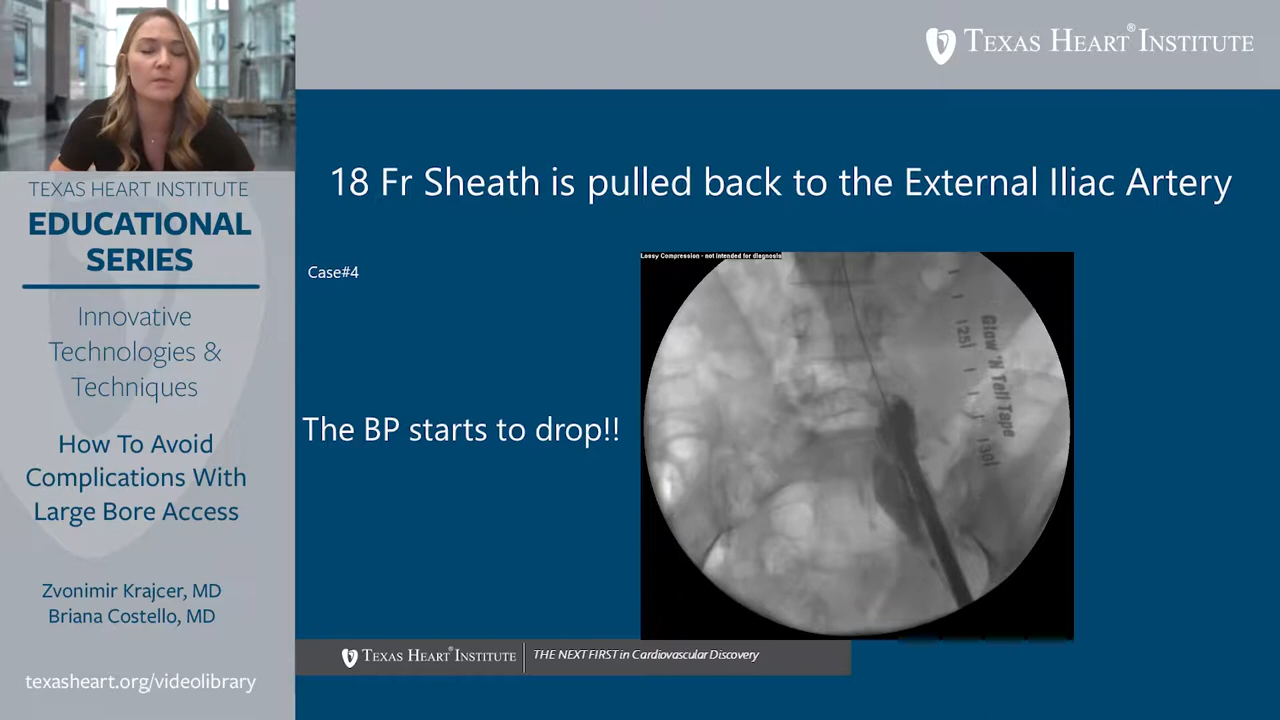 TEXAS HEART® INSTITUTE
TEXAS HEART INSTITUTE
EDUCATIONAL
SERIES
Innovative
Technologies &
Techniques
How To Avoid
Complications With
Large Bore Access
Zvonimir Krajcer, MD
Briana Costello, MD
texasheart.org/videolibrary
18 Fr Sheath is pulled back to the External Iliac Artery
Case#4
The BP starts to drop!!
Lossy Compression - not intended for diagnosis
Glow 'N Tell Tape
125
130
TEXAS HEART® INSTITUTE
THE NEXT FIRST in Cardiovascular Discovery